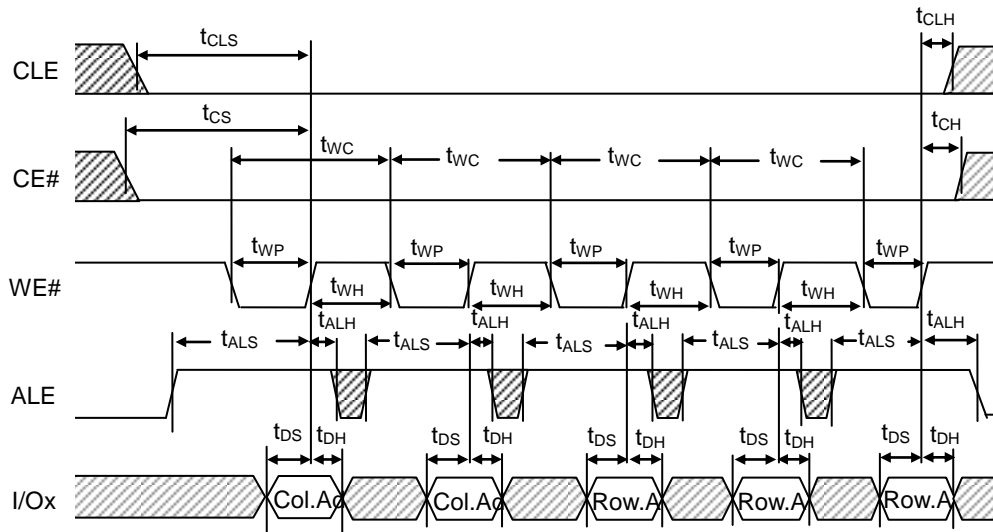 tCLS
tCLH
CLE
tCS
tCH
tWC tWC tWC tWC
CE#
tWP tWP tWP tWP tWP
WE#
tWH tWH tWH tWH
tALH tALH tALH tALH tALH
tALS tALS tALS tALS tALS
ALE
tDS tDH tDS tDH tDS tDH tDS tDH tDS tDH
I/Ox Col.Ad Col.Ad Row.A Row.A Row.A